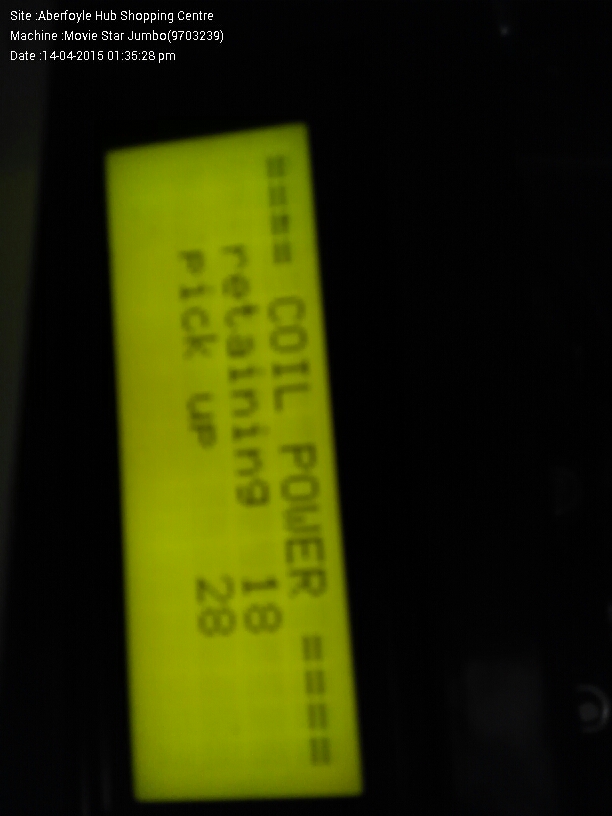 Site :Aberfoyle Hub Shopping Centre
Machine :Movie Star Jumbo(9703239)
Date :14-04-2015 01:35:28 pm
==== COIL POWER ====
retaining 18
pick up 28